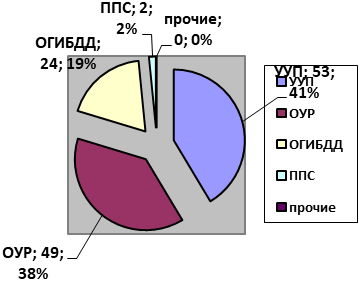 ППС; 2;
2%
прочие;
0; 0%
ОГИБДД
24; 19%
УУП; 53;
41%
ОУР; 49;
38%
УУП
ОУР
ОГИБДД
ППС
прочие